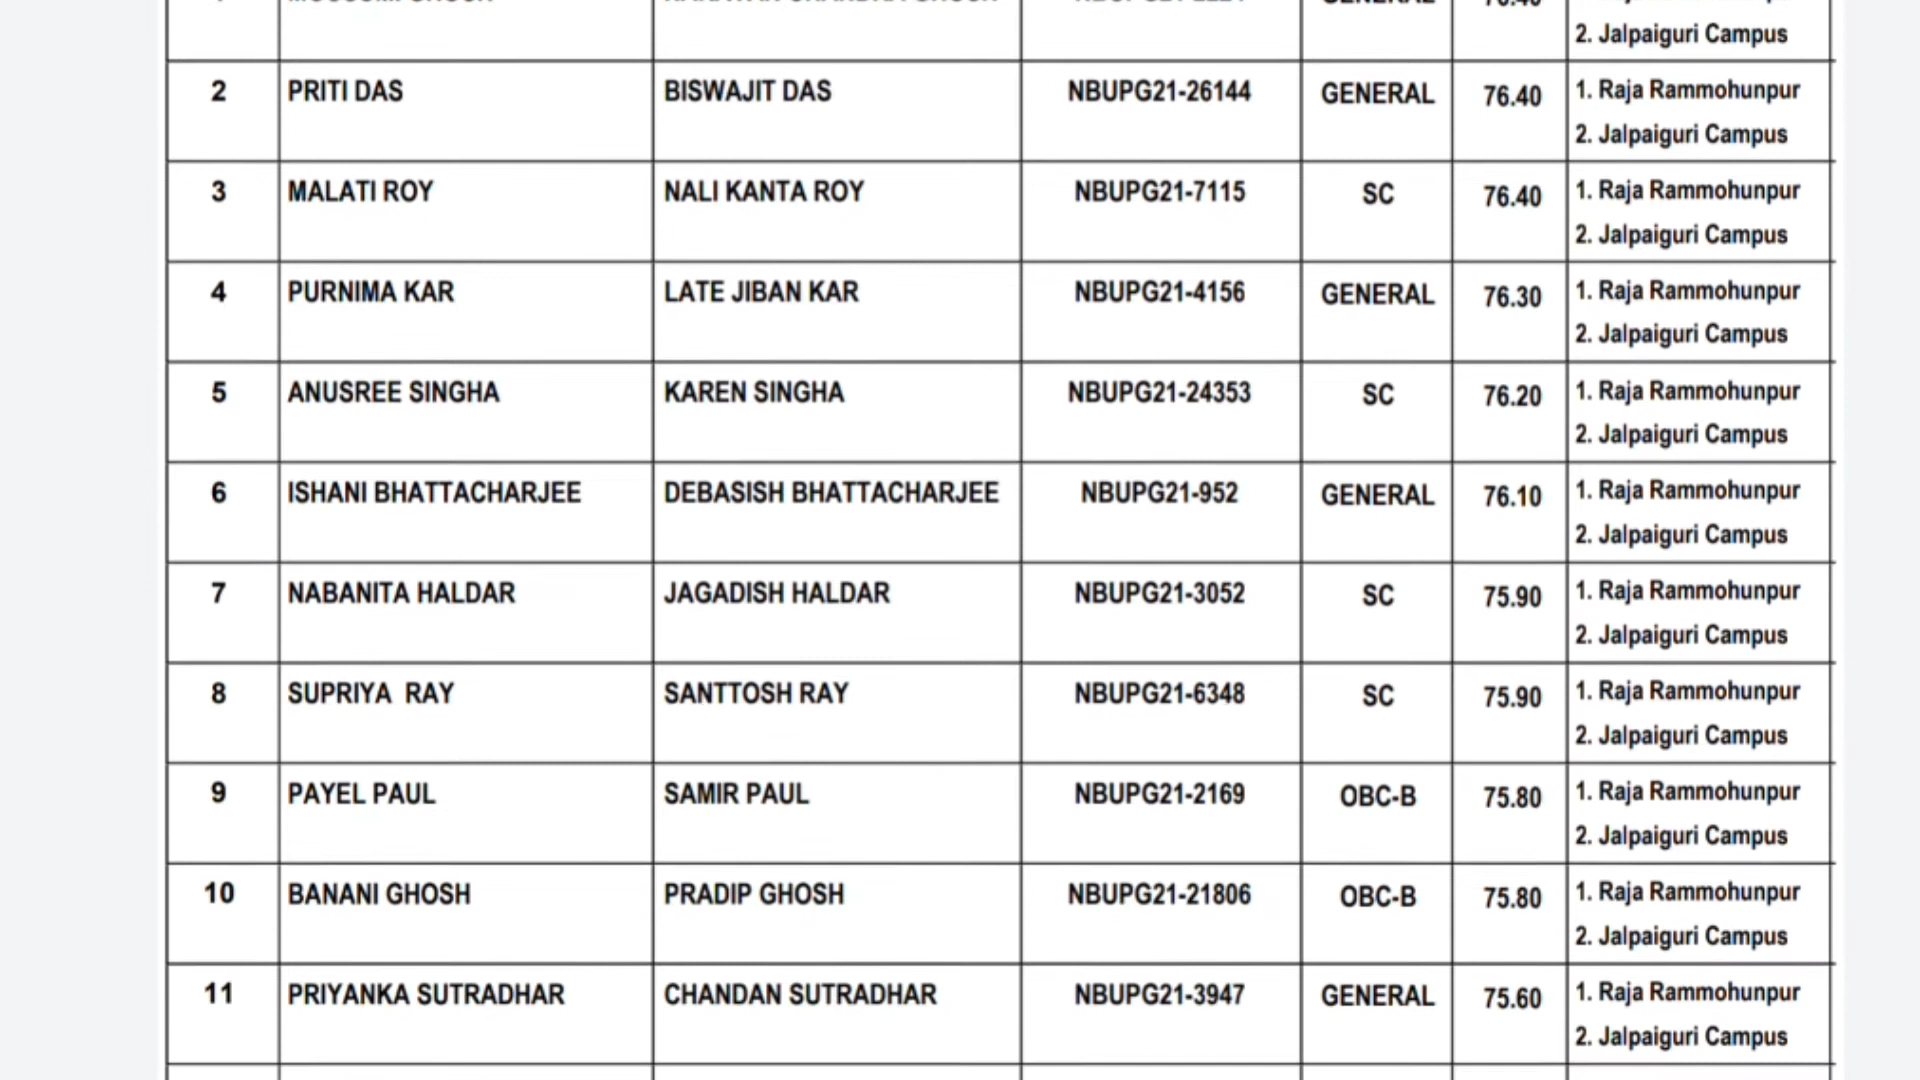 2. Jalpaiguri Campus
2 PRITI DAS BISWAJIT DAS NBUPG21-26144 GENERAL 76.40 1. Raja Rammohunpur
2. Jalpaiguri Campus
3 MALATI ROY NALI KANTA ROY NBUPG21-7115 SC 76.40 1. Raja Rammohunpur
2. Jalpaiguri Campus
4 PURNIMA KAR LATE JIBAN KAR NBUPG21-4156 GENERAL 76.30 1. Raja Rammohunpur
2. Jalpaiguri Campus
5 ANUSREE SINGHA KAREN SINGHA NBUPG21-24353 SC 76.20 1. Raja Rammohunpur
2. Jalpaiguri Campus
6 ISHANI BHATTACHARJEE DEBASISH BHATTACHARJEE NBUPG21-952 GENERAL 76.10 1. Raja Rammohunpur
2. Jalpaiguri Campus
7 NABANITA HALDAR JAGADISH HALDAR NBUPG21-3052 SC 75.90 1. Raja Rammohunpur
2. Jalpaiguri Campus
8 SUPRIYA RAY SANTTOSH RAY NBUPG21-6348 SC 75.90 1. Raja Rammohunpur
2. Jalpaiguri Campus
9 PAYEL PAUL SAMIR PAUL NBUPG21-2169 OBC-B 75.80 1. Raja Rammohunpur
2. Jalpaiguri Campus
10 BANANI GHOSH PRADIP GHOSH NBUPG21-21806 OBC-B 75.80 1. Raja Rammohunpur
2. Jalpaiguri Campus
11 PRIYANKA SUTRADHAR CHANDAN SUTRADHAR NBUPG21-3947 GENERAL 75.60 1. Raja Rammohunpur
2. Jalpaiguri Campus